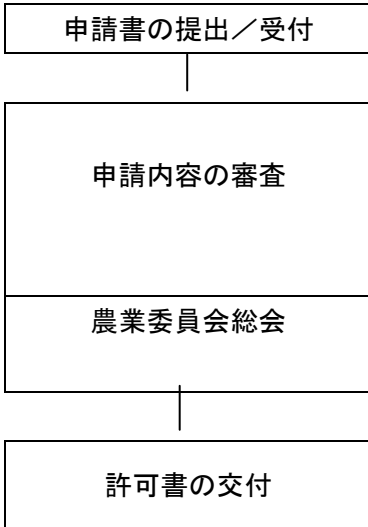 申請書の提出／受付
申請内容の審査
農業委員会総会
許可書の交付